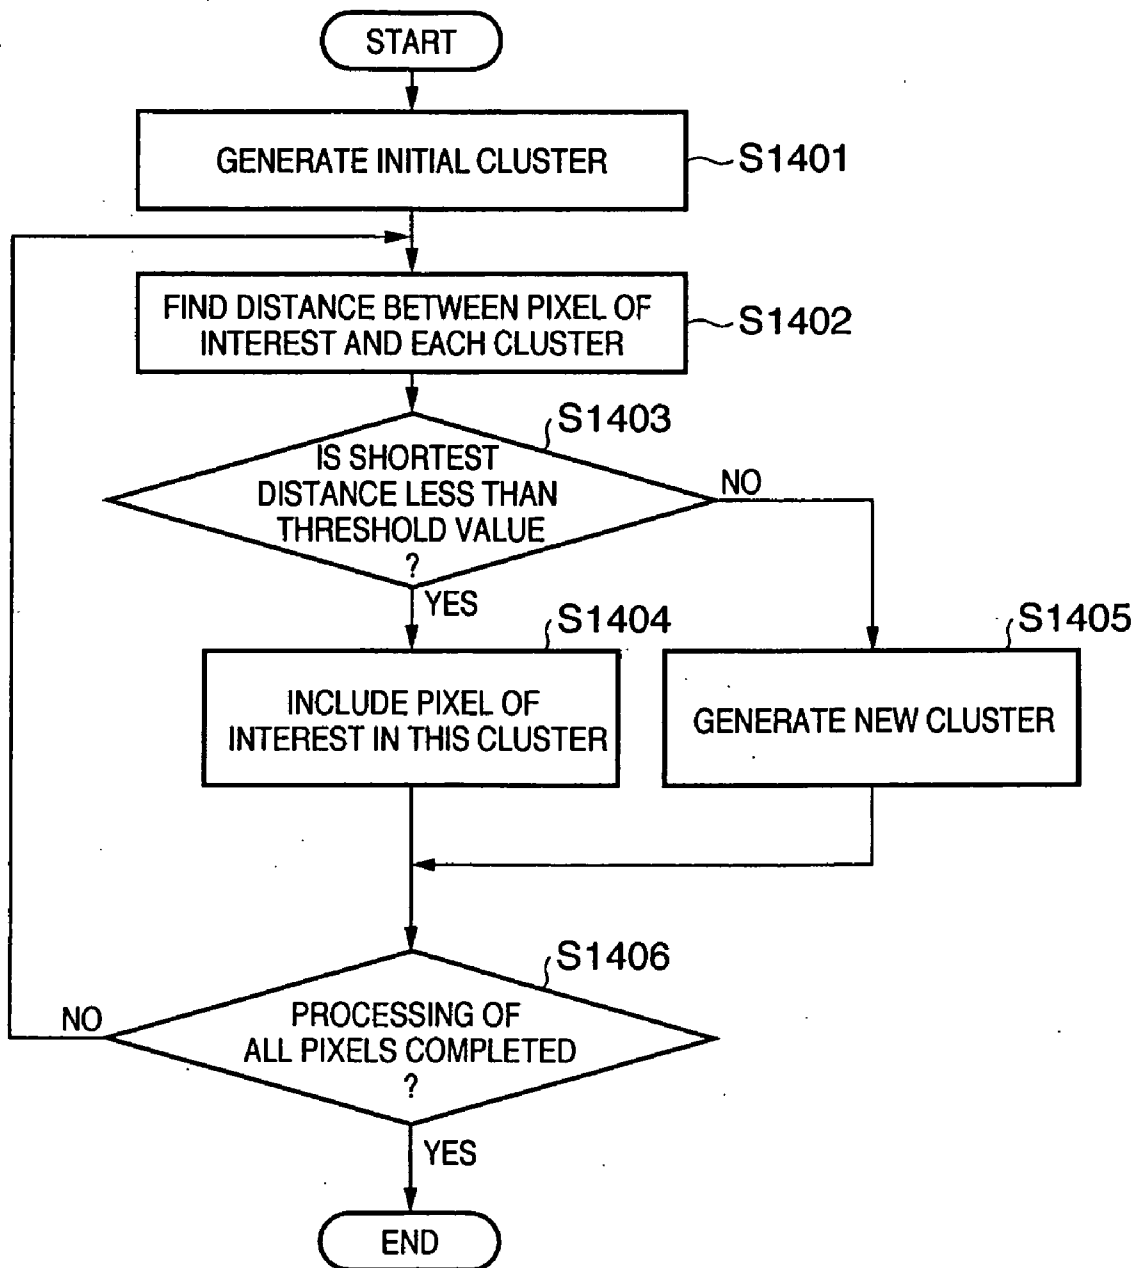 START
GENERATE INITIAL CLUSTER
S1401
FIND DISTANCE BETWEEN PIXEL OF
INTEREST AND EACH CLUSTER
S1402
S1403
IS SHORTEST
DISTANCE LESS THAN
THRESHOLD VALUE
?
NO
YES
S1404
INCLUDE PIXEL OF
INTEREST IN THIS CLUSTER
S1405
GENERATE NEW CLUSTER
S1406
PROCESSING OF
ALL PIXELS COMPLETED
?
NO
YES
END